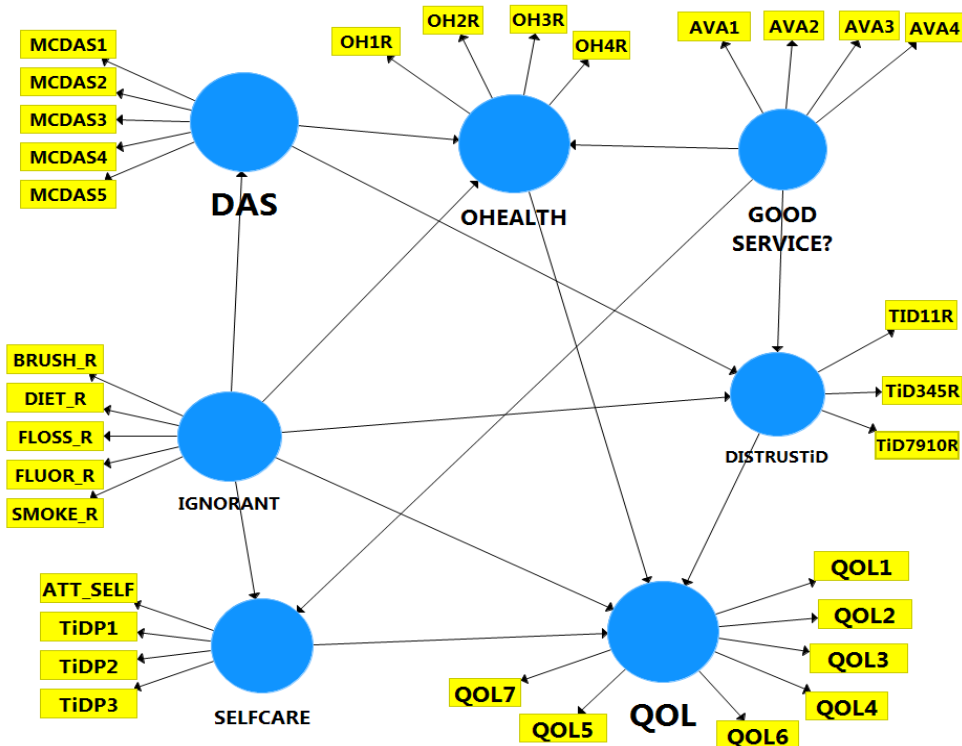 MCDAS1
MCDAS2
MCDAS3
MCDAS4
MCDAS5
DAS
OH1R
OH2R
OH3R
OH4R
OHEALTH
AVA1
AVA2
AVA3
AVA4
GOOD
SERVICE?
BRUSH_R
DIET_R
FLOSS_R
FLUOR_R
SMOKE_R
IGNORANT
TID11R
TiD345R
TiD7910R
DISTRUSTiD
ATT_SELF
TiDP1
TiDP2
TiDP3
SELFCARE
QOL1
QOL2
QOL3
QOL4
QOL6
QOL5
QOL7
QOL